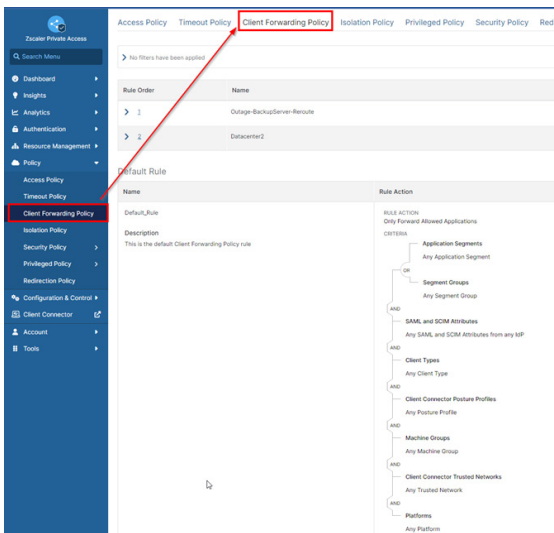 Zscaler Private Access
Search Menu
Dashboard
Insights
Analytics
Authentication
Resource Management
Policy
Access Policy
Timeout Policy
Client Forwarding Policy
Isolation Policy
Security Policy
Privileged Policy
Redirection Policy
Configuration & Control
Client Connector
Account
Tools
Access Policy Timeout Policy Client Forwarding Policy Isolation Policy Privileged Policy Security Policy Red
No filters have been applied
Rule Order Name
1 Outage-BackupServer-Reroute
2 Datacenter2
Default Rule
Name Rule Action
Default_Rule
Description
This is the default Client Forwarding Policy rule
RULE ACTION
Only Forward Allowed Applications
CRITERIA
Application Segments
Any Application Segment
OR
Segment Groups
Any Segment Group
AND
SAML and SCIM Attributes
Any SAML and SCIM Attributes from any IdP
AND
Client Types
Any Client Type
AND
Client Connector Posture Profiles
Any Posture Profile
AND
Machine Groups
Any Machine Group
AND
Client Connector Trusted Networks
Any Trusted Network
AND
Platforms
Any Platform